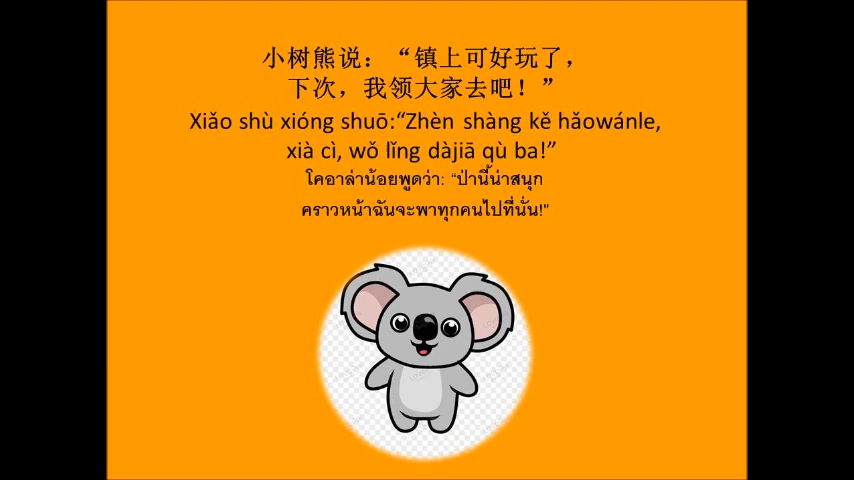 小树熊说：“镇上可好玩了，
下次，我领大家去吧！”
Xiǎo shù xióng shuō:“Zhèn shàng kě hǎowánle,
xià cì, wǒ lǐng dàjiā qù ba!”
โคอาล่าน้อยพูดว่า: “ป่านี้น่าสนุก
คราวหน้าฉันจะพาทุกคนไปที่นั่น!"